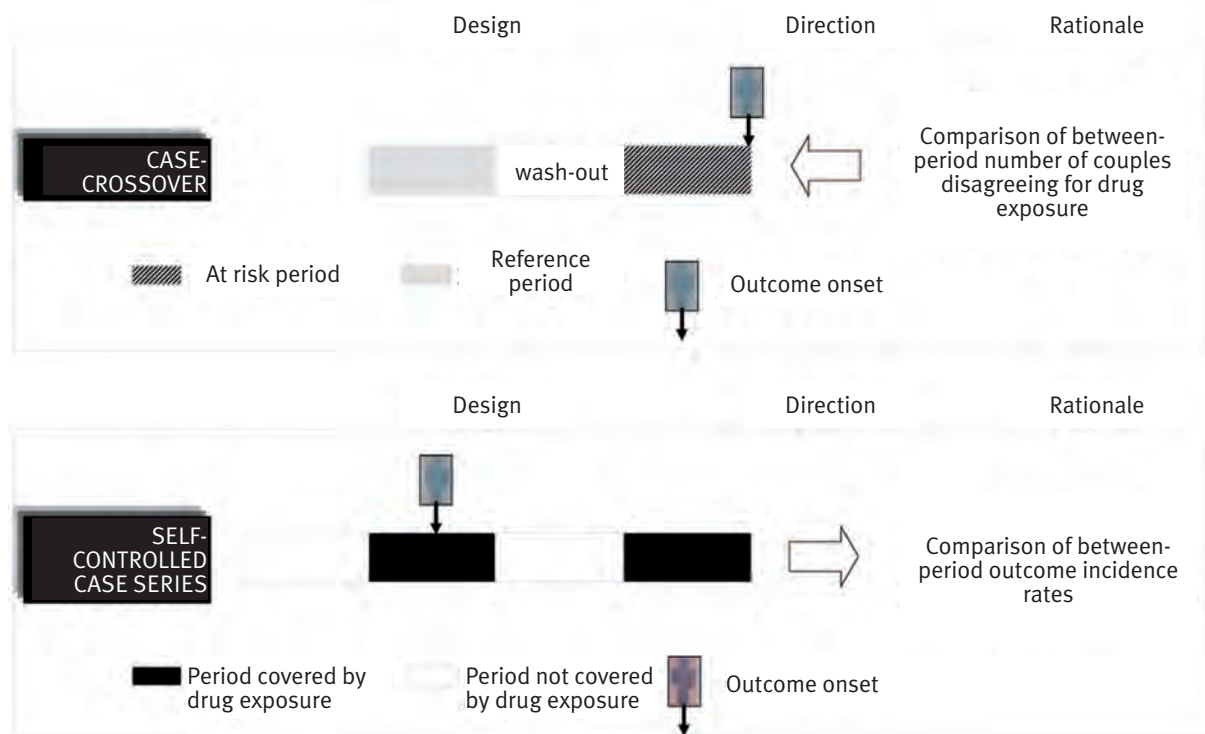 Design
Direction
Rationale
CASE-
CROSSOVER
wash-out
Comparison of between-
period number of couples
disagreeing for drug
exposure
At risk period
Reference
period
Outcome onset
Design
Direction
Rationale
SELF-
CONTROLLED
CASE SERIES
Comparison of between-
period outcome incidence
rates
Period covered by
drug exposure
Period not covered
by drug exposure
Outcome onset